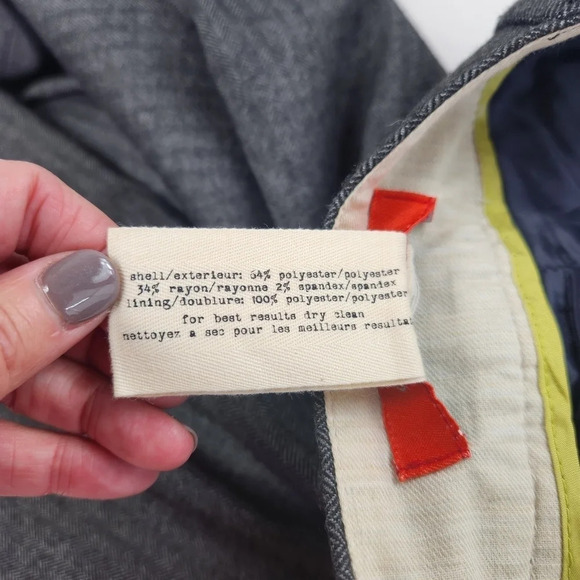 shell/exterieur: 64% polyester/polyester
34% rayon/rayonne 2% spandex/spandex
lining/doublure: 100% polyester/polyester
for best results dry clean
nettoyez a sec pour les meilleurs resultat